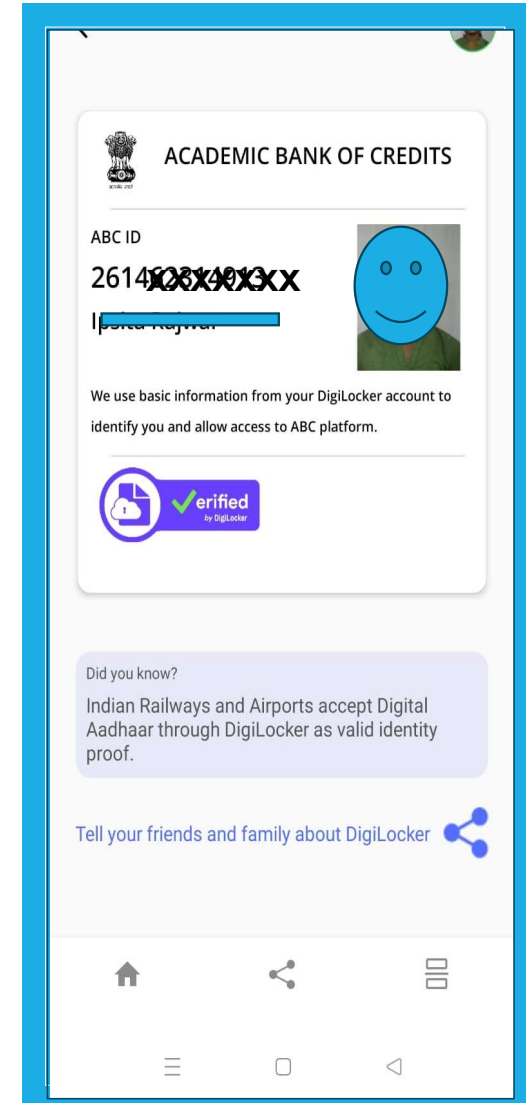 ACADEMIC BANK OF CREDITS
ABC ID
2614XXXXXXXX
We use basic information from your DigiLocker account to
identify you and allow access to ABC platform.
Verified
by DigiLocker
Did you know?
Indian Railways and Airports accept Digital
Aadhaar through DigiLocker as valid identity
proof.
Tell your friends and family about DigiLocker